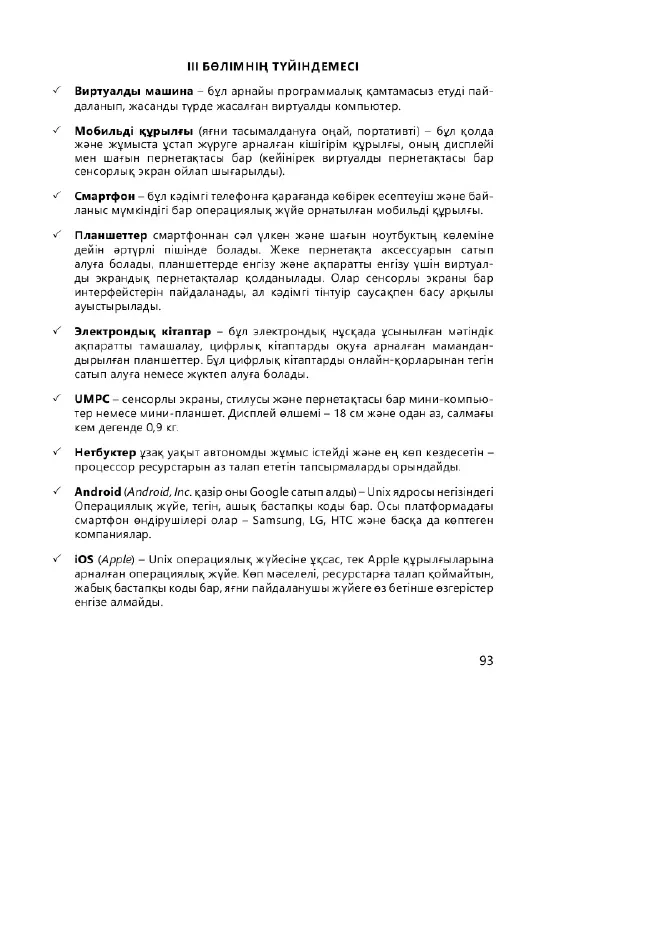 III БӨЛІМНІҢ ТҮЙІНДЕМЕСІ
✓ Виртуалды машина – бұл арнайы программалық қамтамасыз етуді пай-
даланып, жасанды түрде жасалған виртуалды компьютер.
✓ Мобильді құрылғы (яғни тасымалдануға оңай, портативті) – бұл қолда
және жұмыста ұстап жүруге арналған кішігірім құрылғы, оның дисплейі
мен шағын пернетақтасы бар (кейінірек виртуалды пернетақтасы бар
сенсорлық экран ойлап шығарылды).
✓ Смартфон – бұл кәдімгі телефонға қарағанда көбірек есептеуіш және бай-
ланыс мүмкіндігі бар операциялық жүйе орнатылған мобильді құрылғы.
✓ Планшеттер смартфоннан сәл үлкен және шағын ноутбуктың көлеміне
дейін әртүрлі пішінде болады. Жеке пернетақта аксессуарын сатып
алуға болады, планшеттерде енгізу және ақпаратты енгізу үшін виртуал-
ды экрандық пернетақталар қолданылады. Олар сенсорлы экраны бар
интерфейстерін пайдаланады, ал кәдімгі тінтуір саусақпен басу арқылы
ауыстырылады.
✓ Электрондық кітаптар – бұл электрондық нұсқада ұсынылған мәтіндік
ақпаратты тамашалау, цифрлық кітаптарды оқуға арналған мамандан-
дырылған планшеттер. Бұл цифрлық кітаптарды онлайн-қорларынан тегін
сатып алуға немесе жүктеп алуға болады.
✓ UMPC – сенсорлы экраны, стилусы және пернетақтасы бар мини-компью-
тер немесе мини-планшет. Дисплей өлшемі – 18 см және одан аз, салмағы
кем дегенде 0,9 кг.
✓ Нетбуктер ұзақ уақыт автономды жұмыс істейді және ең көп кездесетін –
процессор ресурстарын аз талап ететін тапсырмаларды орындайды.
✓ Android (Android, Inc. қазір оны Google сатып алды) – Unix ядросы негізіндегі
Операциялық жүйе, тегін, ашық бастапқы коды бар. Осы платформадағы
смартфон өндірушілері олар – Samsung, LG, HTC және басқа да көптеген
компаниялар.
✓ iOS (Apple) – Unix операциялық жүйесіне ұқсас, тек Apple құрылғыларына
арналған операциялық жүйе. Көп мәселелі, ресурстарға талап қоймайтын,
жабық бастапқы коды бар, яғни пайдаланушы жүйеге өз бетінше өзгерістер
енгізе алмайды.
93